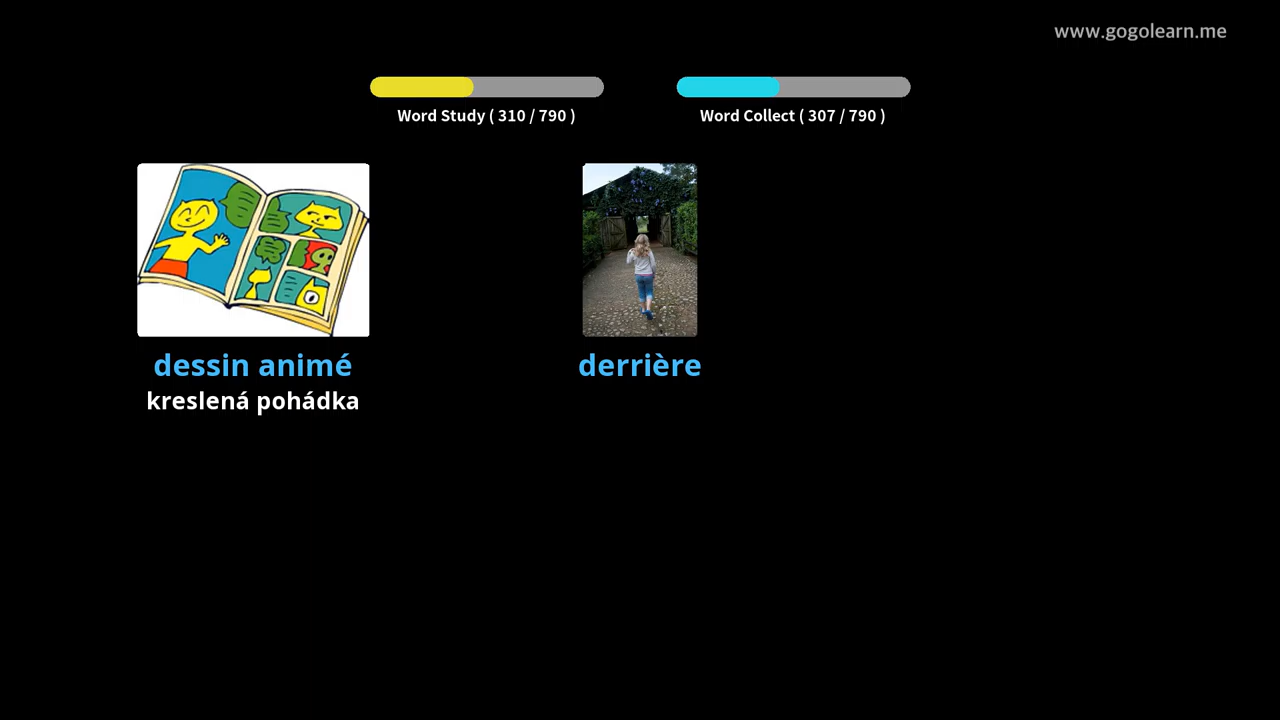 www.gogolearn.me
Word Study ( 310 / 790 )
Word Collect ( 307 / 790 )
dessin animé
kreslená pohádka
derrière